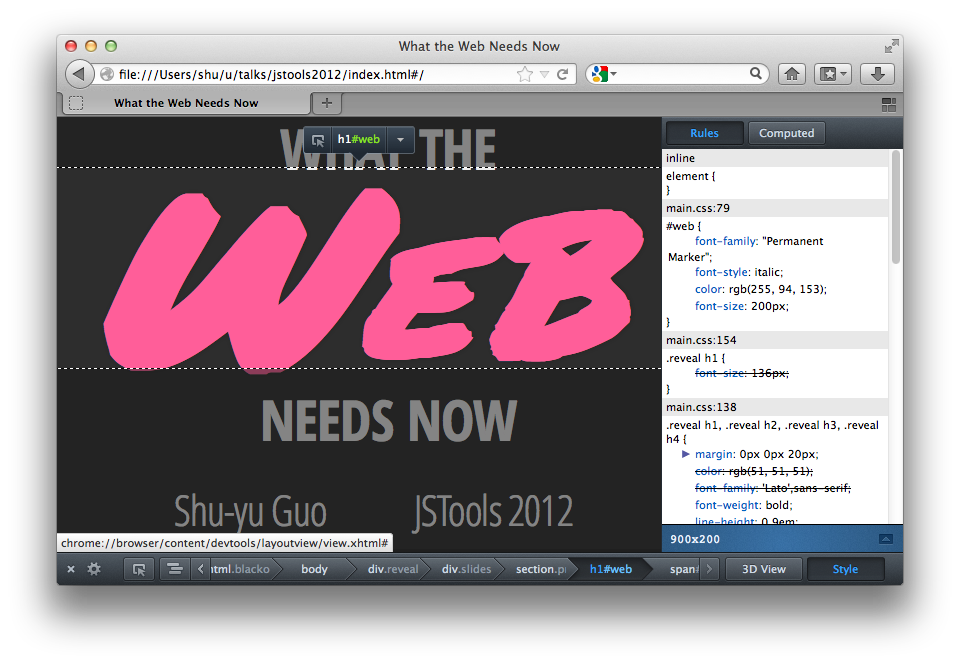 What the Web Needs Now
file:///Users/shu/u/talks/jstools2012/index.html#/
What the Web Needs Now
h1#web
WHAT THE
WEB
NEEDS NOW
Shu-yu Guo
JSTools 2012
chrome://browser/content/devtools/layoutview/view.xhtml#
Rules
Computed
inline
element {
}
main.css:79
#web {
font-family: "Permanent
Marker";
font-style: italic;
color: rgb(255, 94, 153);
font-size: 200px;
}
main.css:154
.reveal h1 {
font-size: 136px;
}
main.css:138
.reveal h1, .reveal h2, .reveal h3, .reveal
h4 {
margin: 0px 0px 20px;
color: rgb(51, 51, 51);
font-family: 'Lato',sans-serif;
font-weight: bold;
line-height: 0.9em;
900x200
html.blacko
body
div.reveal
div.slides
section.pr
h1#web
span#
3D View
Style